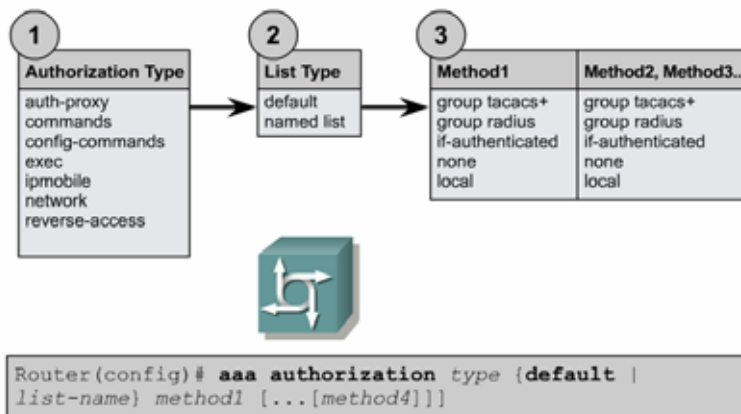 1
Authorization Type
auth-proxy
commands
config-commands
exec
ipmobile
network
reverse-access
2
List Type
default
named list
3
Method1
group tacacs+
group radius
if-authenticated
none
local
Method2, Method3..
group tacacs+
group radius
if-authenticated
none
local
Router(config)# aaa authorization type {default |
list-name} method1 [...[method4]]]